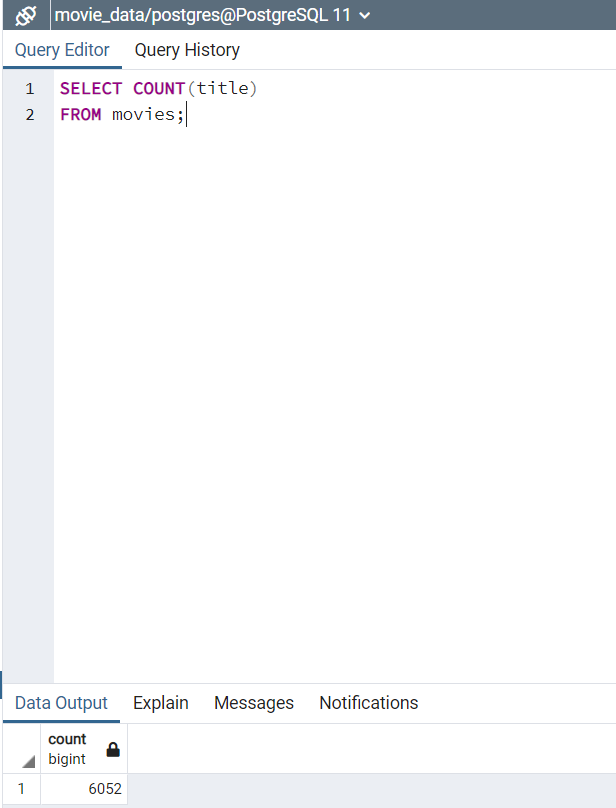 movie_data/postgres@PostgreSQL 11
Query Editor Query History
1 SELECT COUNT(title)
2 FROM movies;
Data Output Explain Messages Notifications
count
bigint
1 6052